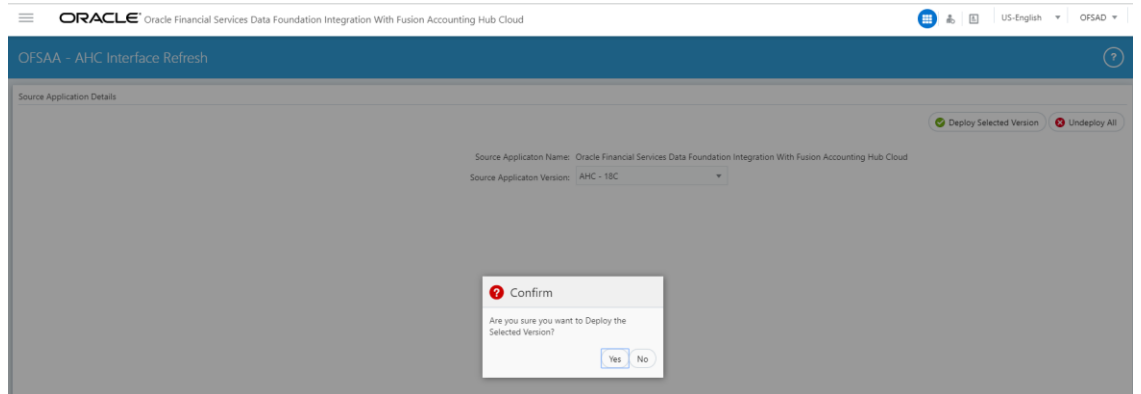 ORACLE® Oracle Financial Services Data Foundation Integration With Fusion Accounting Hub Cloud
US-English
OFSAD
OFSAA - AHC Interface Refresh
?
Source Application Details
Deploy Selected Version
Undeploy All
Source Applicaton Name: Oracle Financial Services Data Foundation Integration With Fusion Accounting Hub Cloud
Source Applicaton Version: AHC - 18C
? Confirm
Are you sure you want to Deploy the
Selected Version?
Yes No